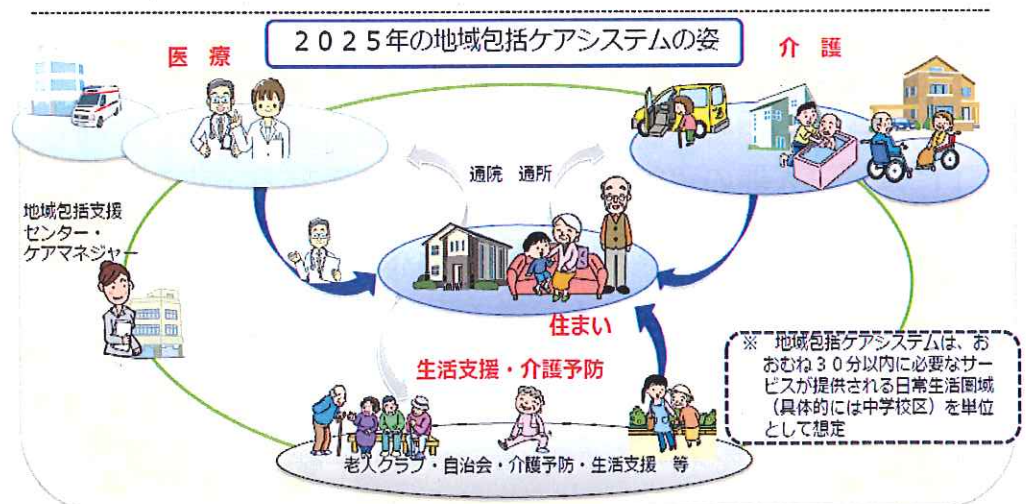 2025年の地域包括ケアシステムの姿
医 療
介 護
通院 通所
地域包括支援
センター・
ケアマネジャー
住まい
生活支援・介護予防
※ 地域包括ケアシステムは、お
おむね30分以内に必要なサー
ビスが提供される日常生活圏域
（具体的には中学校区）を単位
として想定
老人クラブ・自治会・介護予防・生活支援 等